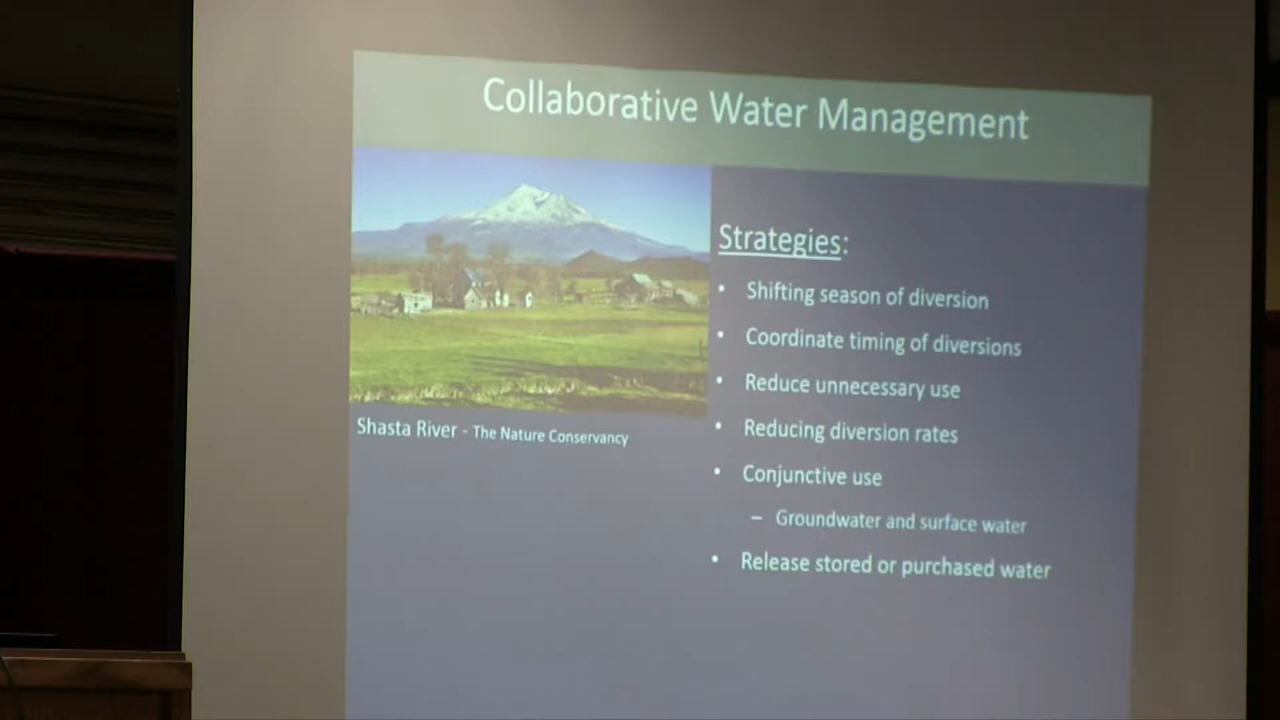 Collaborative Water Management
Shasta River - The Nature Conservancy
Strategies:
• Shifting season of diversion
• Coordinate timing of diversions
• Reduce unnecessary use
• Reducing diversion rates
• Conjunctive use
– Groundwater and surface water
• Release stored or purchased water